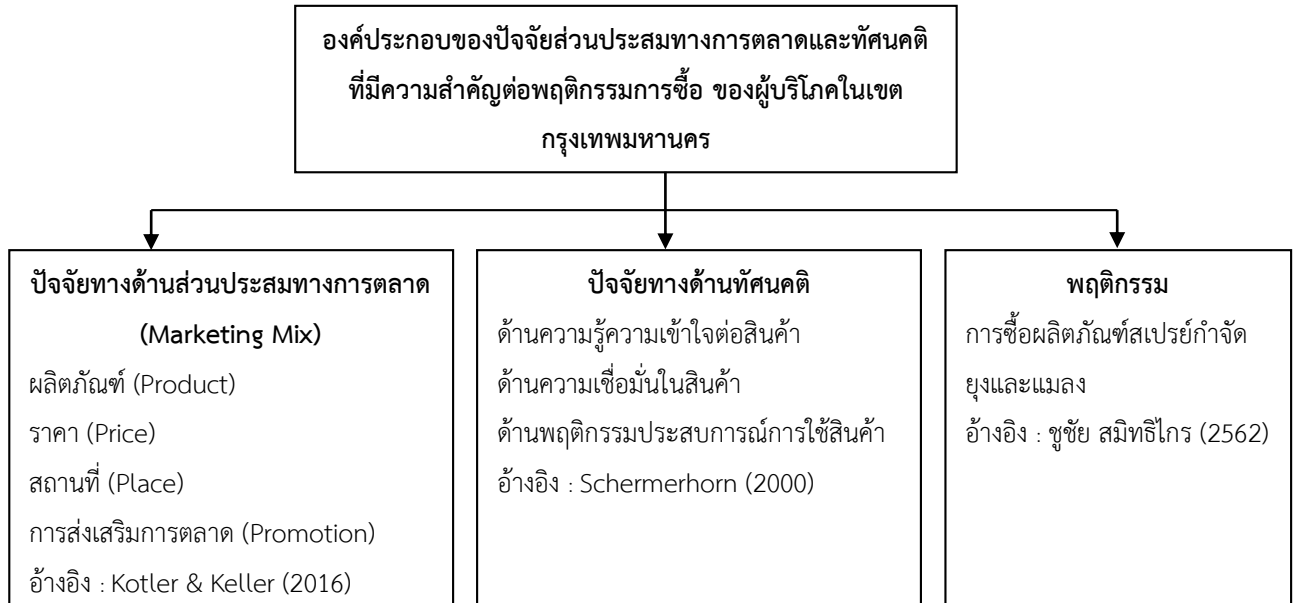 องค์ประกอบของปัจจัยส่วนประสมทางการตลาดและทัศนคติ
ที่มีความสำคัญต่อพฤติกรรมการซื้อ ของผู้บริโภคในเขต
กรุงเทพมหานคร
ปัจจัยทางด้านส่วนประสมทางการตลาด
(Marketing Mix)
ผลิตภัณฑ์ (Product)
ราคา (Price)
สถานที่ (Place)
การส่งเสริมการตลาด (Promotion)
อ้างอิง : Kotler & Keller (2016)
ปัจจัยทางด้านทัศนคติ
ด้านความรู้ความเข้าใจต่อสินค้า
ด้านความเชื่อมั่นในสินค้า
ด้านพฤติกรรมประสบการณ์การใช้สินค้า
อ้างอิง : Schermerhorn (2000)
พฤติกรรม
การซื้อผลิตภัณฑ์สเปรย์กำจัด
ยุงและแมลง
อ้างอิง : ชูชัย สมิทธิไกร (2562)